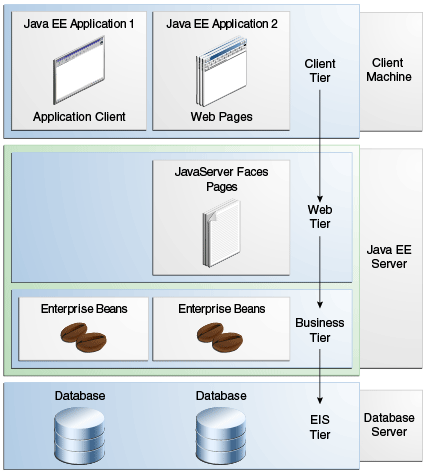 Java EE Application 1
Java EE Application 2
Application Client
Web Pages
Client
Tier
Client
Machine
JavaServer Faces
Pages
Web
Tier
Java EE
Server
Enterprise Beans
Enterprise Beans
Business
Tier
Database
Database
EIS
Tier
Database
Server